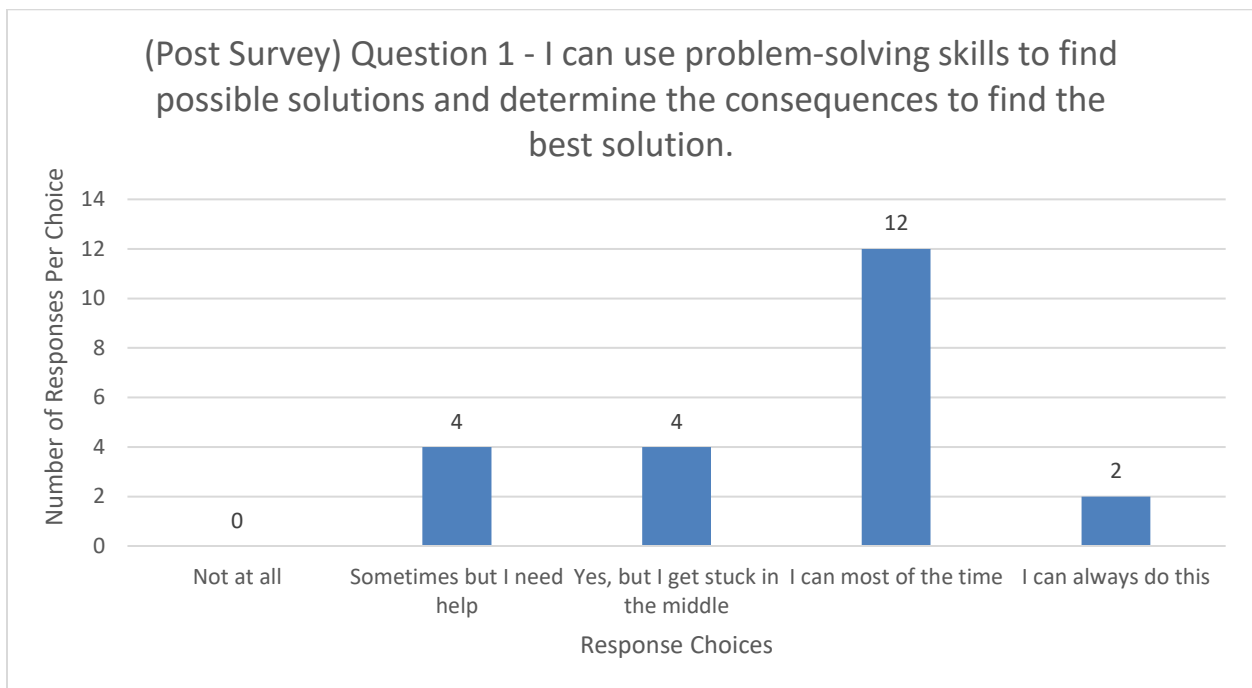 (Post Survey) Question 1 - I can use problem-solving skills to find
possible solutions and determine the consequences to find the
best solution.
Number of Responses Per Choice
14
12
10
8
6
4
2
0
0
4
4
12
2
Not at all
Sometimes but I need
help
Yes, but I get stuck in
the middle
I can most of the time
I can always do this
Response Choices